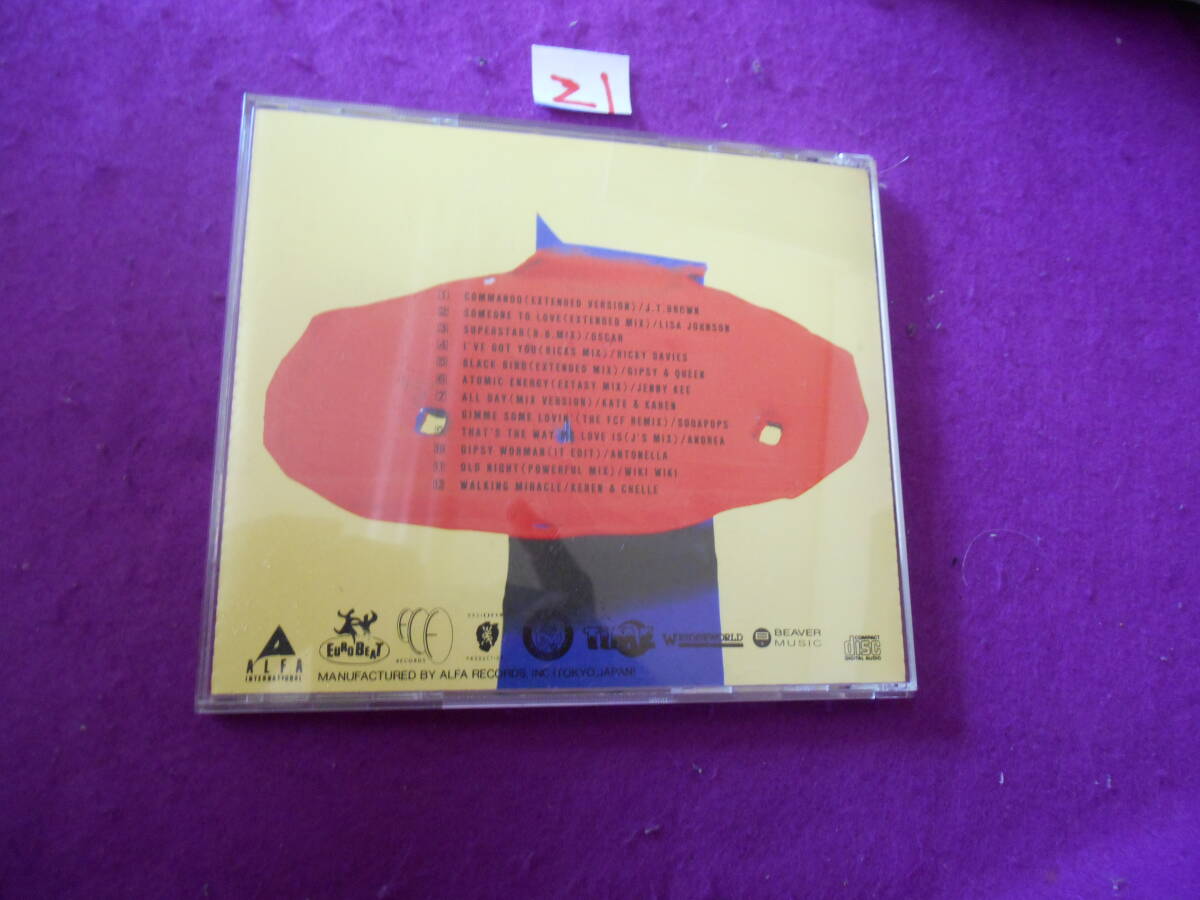 21
① COMMANDO(EXTENDED VERSION)/J.T.BROWN
② SOMEONE TO LOVE(EXTENDED MIX)/LISA JOHNSON
③ SUPERSTAR(R.B.MIX)/OSCAR
④ I'VE GOT YOU(RICKS MIX)/RICKY DAVIES
⑤ BLACK BIRD(EXTENDED MIX)/GIPSY & QUEEN
⑥ ATOMIC ENERGY(EXTASY MIX)/JENNY KEE
⑦ ALL DAY(MIX VERSION)/KATE & KAREN
GIMME SOME LOVIN'(THE FCF REMIX)/SODAPOPS
⑨ THAT'S THE WAY MY LOVE IS(J'S MIX)/ANDREA
⑩ GIPSY WORMAN(IT EDIT)/ANTONELLA
⑪ OLD NIGHT(POWERFUL MIX)/WIKI WIKI
⑫ WALKING MIRACLE/KEREN & CHELLE
ALFA
INTERNATIONAL
EUROBEAT
RECORDS
PRODUCTION
TIME
BEAVER
MUSIC
COMPACT
disc
DIGITAL AUDIO
MANUFACTURED BY ALFA RECORDS, INC.(TOKYO,JAPAN)